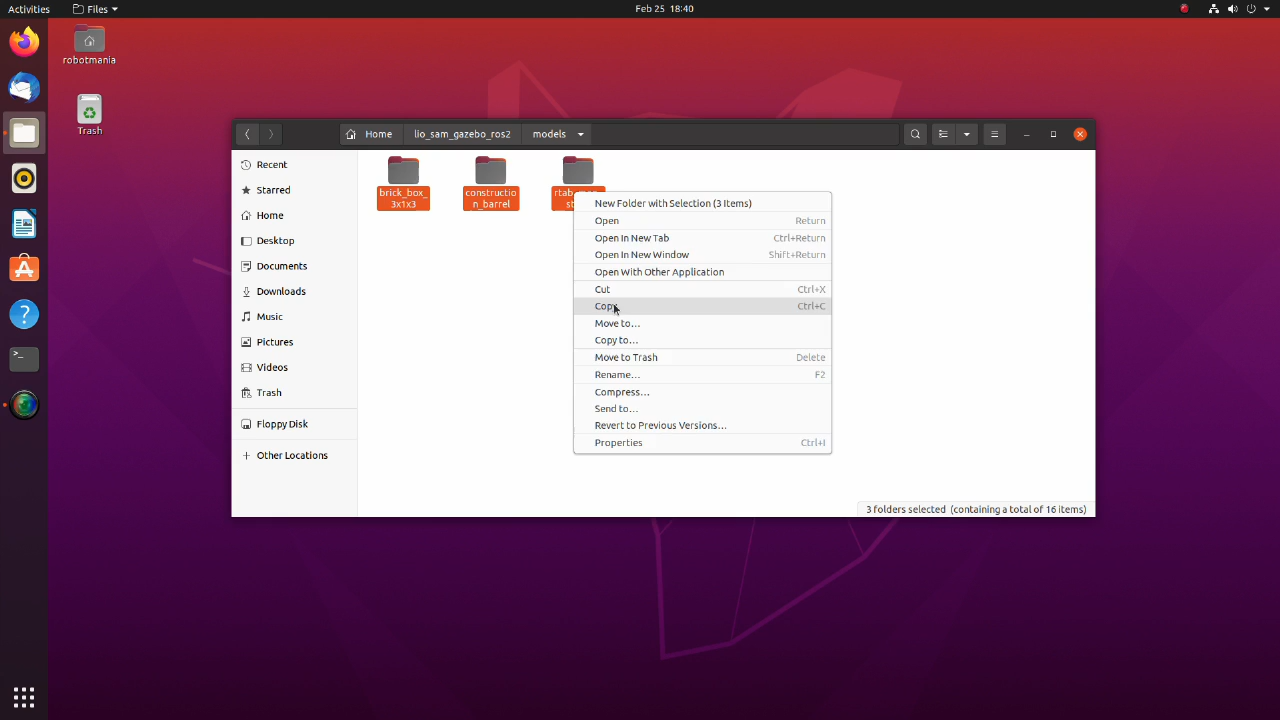 Activities
Files
Feb 25 18:40
robotmania
Trash
Home
lio_sam_gazebo_ros2
models
Recent
Starred
Home
Desktop
Documents
Downloads
Music
Pictures
Videos
Trash
Floppy Disk
Other Locations
brick_box_
3x1x3
constructio
n_barrel
New Folder with Selection (3 Items)
Open Return
Open In New Tab Ctrl+Return
Open In New Window Shift+Return
Open With Other Application
Cut Ctrl+X
Copy Ctrl+C
Move to…
Copy to…
Move to Trash Delete
Rename… F2
Compress…
Send to…
Revert to Previous Versions…
Properties Ctrl+I
3 folders selected (containing a total of 16 items)